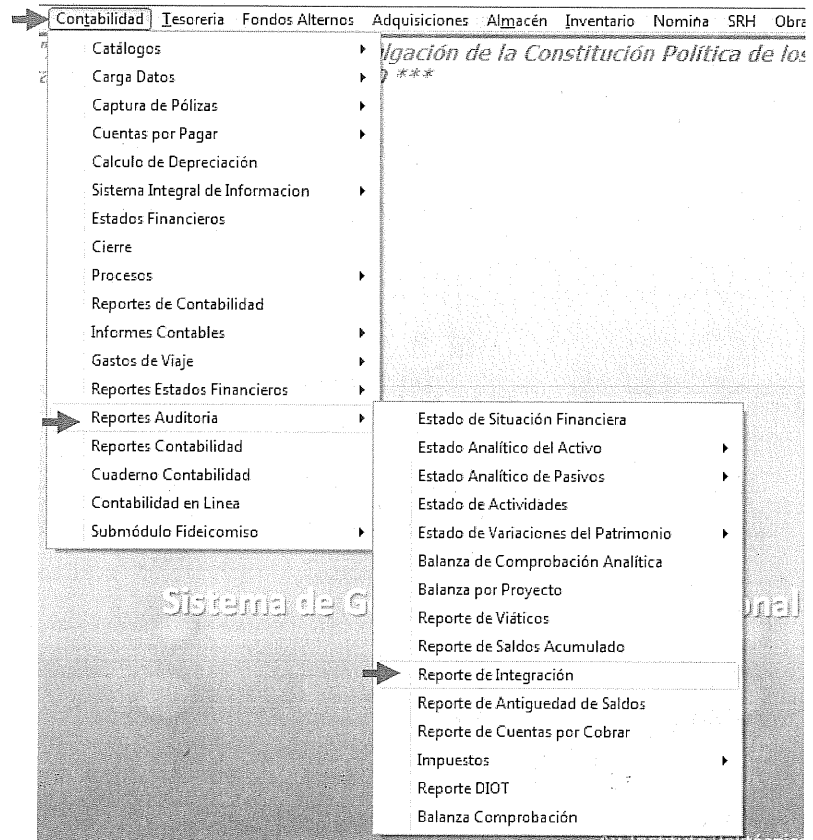 Contabilidad Tesoreria Fondos Alternos Adquisiciones Almacén Inventario Nomina SRH Obra
lgación de la Constitución Política de los
***
Catálogos
Carga Datos
Captura de Pólizas
Cuentas por Pagar
Calculo de Depreciación
Sistema Integral de Informacion
Estados Financieros
Cierre
Procesos
Reportes de Contabilidad
Informes Contables
Gastos de Viaje
Reportes Estados Financieros
Reportes Auditoria
Reportes Contabilidad
Cuaderno Contabilidad
Contabilidad en Linea
Submódulo Fideicomiso
Estado de Situación Financiera
Estado Analítico del Activo
Estado Analítico de Pasivos
Estado de Actividades
Estado de Variaciones del Patrimonio
Balanza de Comprobación Analítica
Balanza por Proyecto
Reporte de Viáticos
Reporte de Saldos Acumulado
Reporte de Integración
Reporte de Antiguedad de Saldos
Reporte de Cuentas por Cobrar
Impuestos
Reporte DIOT
Balanza Comprobación
Sistema de G onal